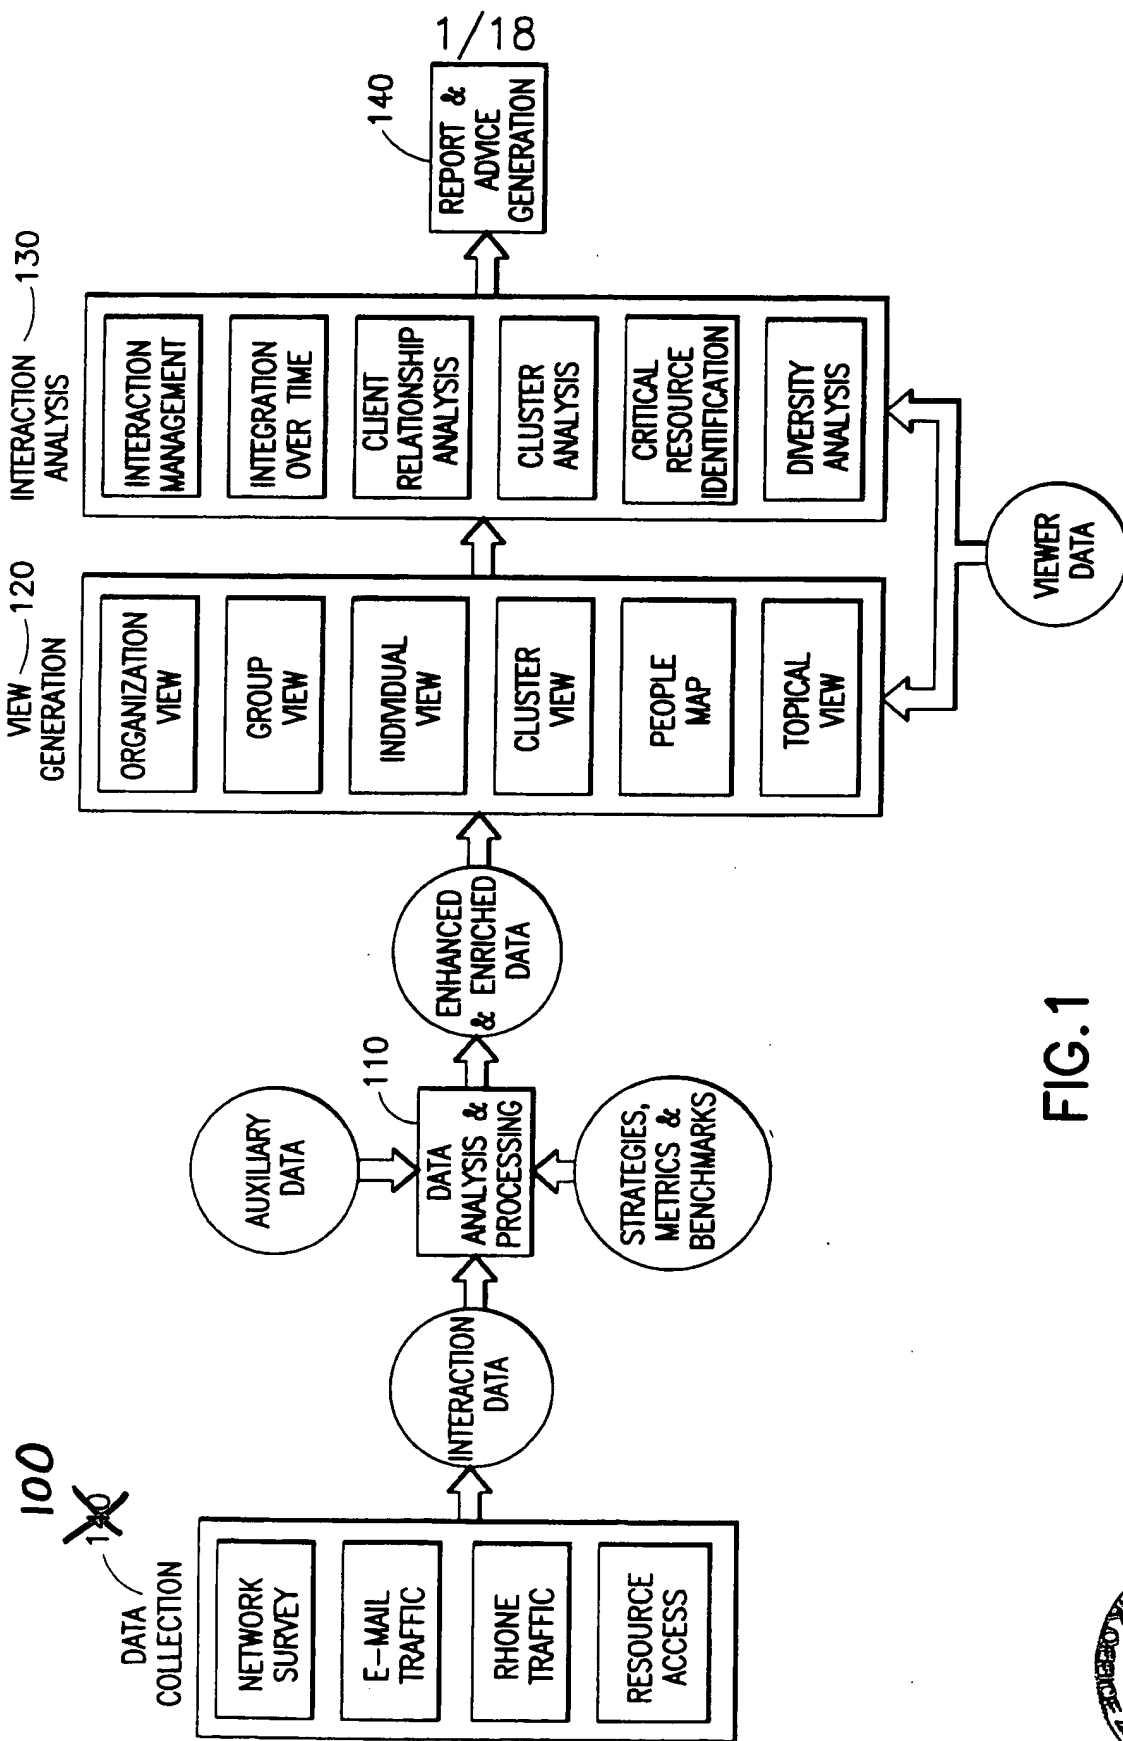 1/18
100
140
DATA
COLLECTION
NETWORK
SURVEY
E-MAIL
TRAFFIC
RHONE
TRAFFIC
RESOURCE
ACCESS
INTERACTION
DATA
AUXILIARY
DATA
110
DATA
ANALYSIS &
PROCESSING
STRATEGIES,
METRICS &
BENCHMARKS
ENHANCED
& ENRICHED
DATA
VIEW 120
GENERATION
ORGANIZATION
VIEW
GROUP
VIEW
INDIVIDUAL
VIEW
CLUSTER
VIEW
PEOPLE
MAP
TOPICAL
VIEW
INTERACTION 130
ANALYSIS
INTERACTION
MANAGEMENT
INTEGRATION
OVER TIME
CLIENT
RELATIONSHIP
ANALYSIS
CLUSTER
ANALYSIS
CRITICAL
RESOURCE
IDENTIFICATION
DIVERSITY
ANALYSIS
VIEWER
DATA
140
REPORT &
ADVICE
GENERATION
FIG.1